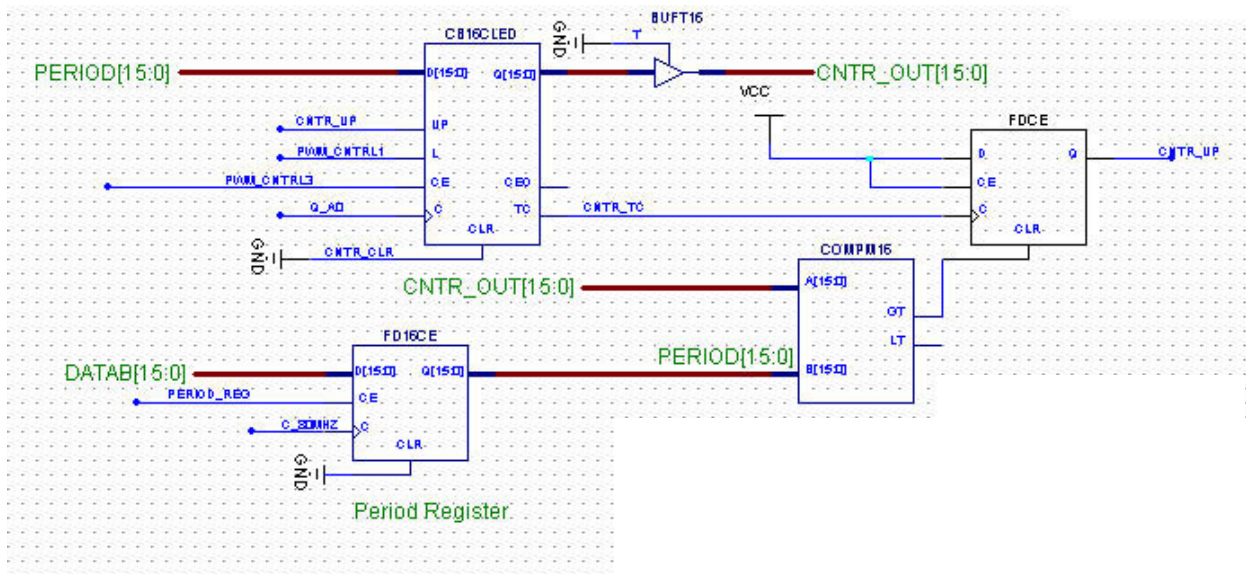 BUFT16
CB16CLED
GND
T
PERIOD[15:0]
D[15:0]
Q[15:0]
CNTR_OUT[15:0]
VCC
FDCE
CNTR_UP
UP
D
Q
CNTR_UP
PWM_CNTRL1
L
PWM_CNTRL3
CE
CEO
CE
Q_A0
C
TC
CNTR_TC
C
CLR
CLR
GND
CNTR_CLR
COMPM16
CNTR_OUT[15:0]
A[15:0]
GT
FD16CE
LT
PERIOD[15:0]
DATAB[15:0]
D[15:0]
Q[15:0]
B[15:0]
PERIOD_REG
CE
C_80MHZ
C
CLR
GND
Period Register